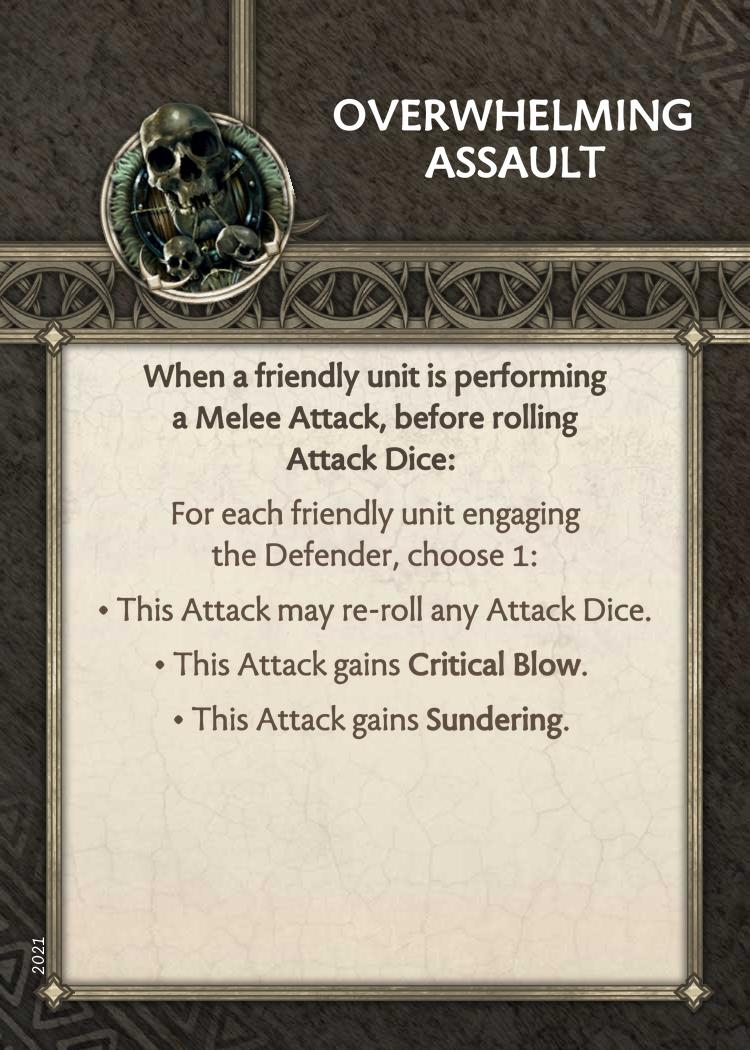 OVERWHELMING
ASSAULT
When a friendly unit is performing
a Melee Attack, before rolling
Attack Dice:
For each friendly unit engaging
the Defender, choose 1:
• This Attack may re-roll any Attack Dice.
• This Attack gains Critical Blow.
• This Attack gains Sundering.
2021